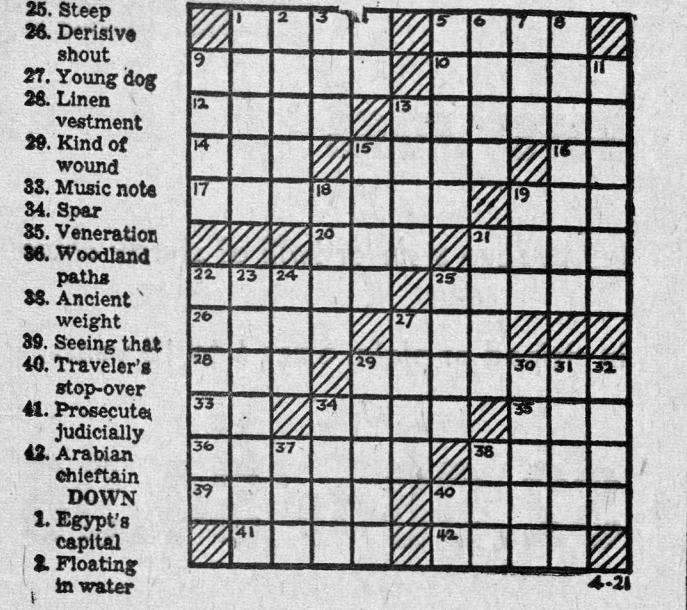 25. Steep
26. Derisive
shout
27. Young dog
28. Linen
vestment
29. Kind of
wound
33. Music note
34. Spar
35. Veneration
36. Woodland
paths
38. Ancient
weight
39. Seeing that
40. Traveler's
stop-over
41. Prosecutes
judicially
42. Arabian
chieftain
DOWN
1. Egypt's
capital
2. Floating
in water
1 2 3 4 5 6 7 8
9 10 11
12 13
14 15 16
17 18 19
20 21
22 23 24 25
26 27
28 29 30 31 32
33 34 35
36 37 38
39 40
41 42
4-21